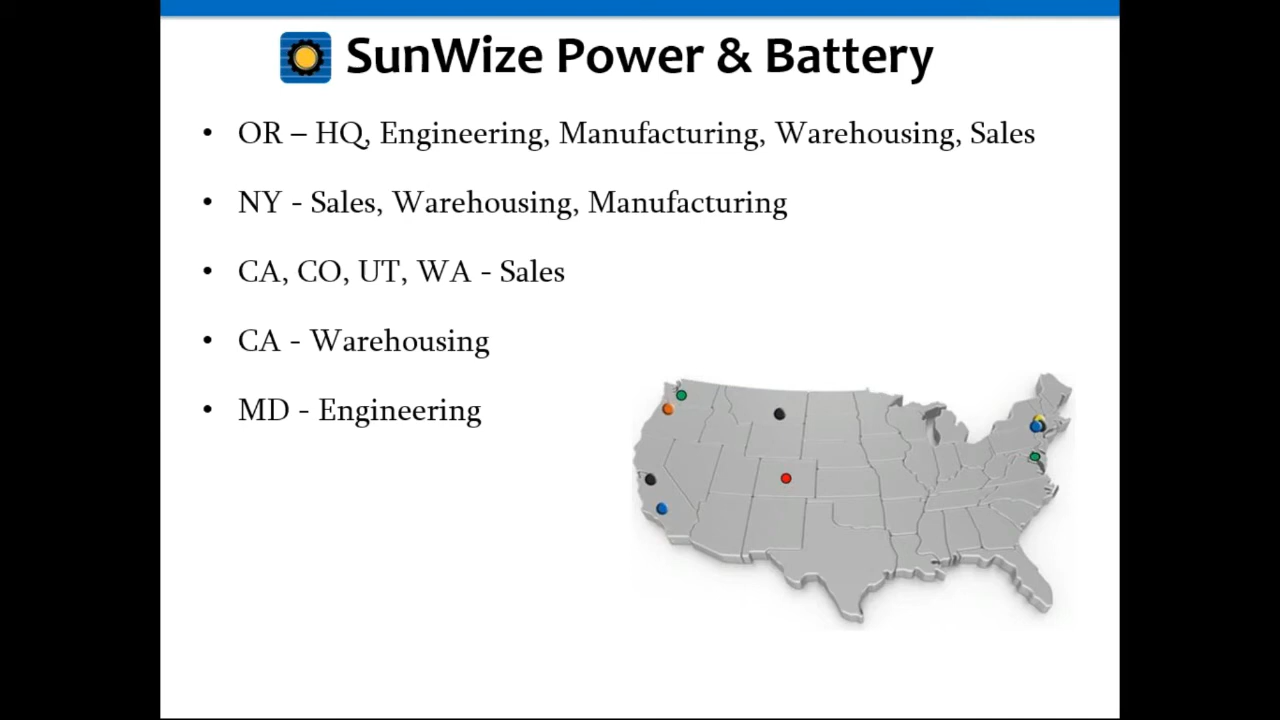 SunWize Power & Battery
• OR – HQ, Engineering, Manufacturing, Warehousing, Sales
• NY - Sales, Warehousing, Manufacturing
• CA, CO, UT, WA - Sales
• CA - Warehousing
• MD - Engineering